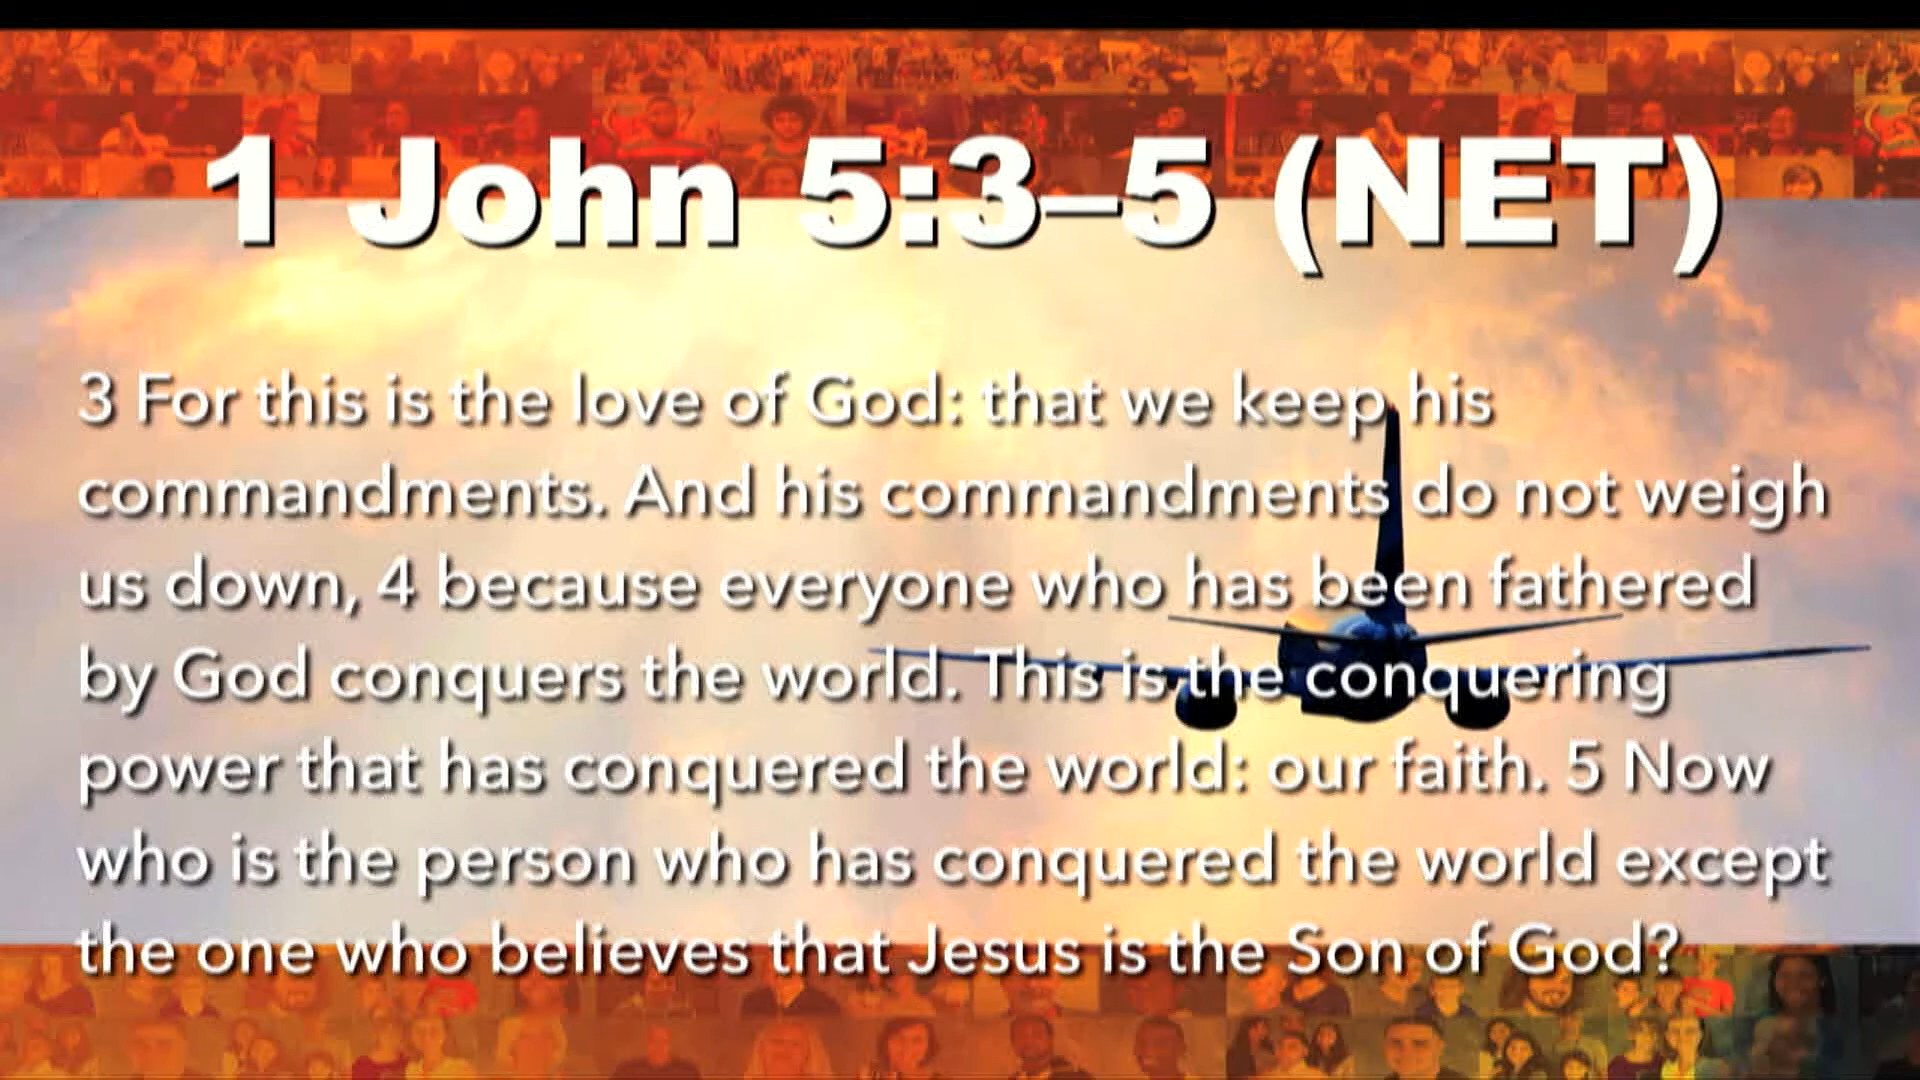 1 John 5:3–5 (NET)
3 For this is the love of God: that we keep his
commandments. And his commandments do not weigh
us down, 4 because everyone who has been fathered
by God conquers the world. This is the conquering
power that has conquered the world: our faith. 5 Now
who is the person who has conquered the world except
the one who believes that Jesus is the Son of God?